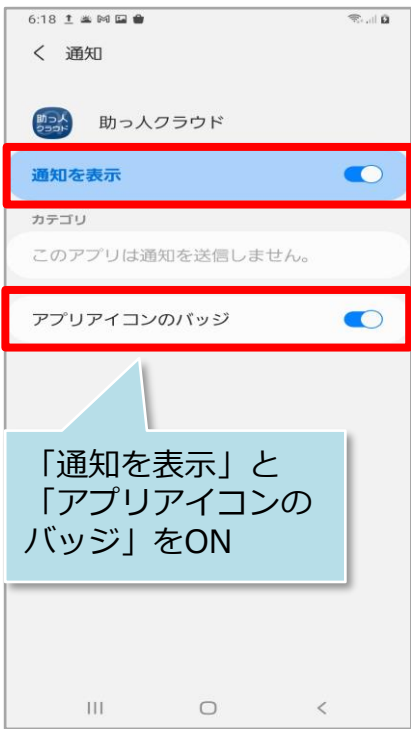 6:18
通知
助っ人
クラウド
助っ人クラウド
通知を表示
カテゴリ
このアプリは通知を送信しません。
アプリアイコンのバッジ
「通知を表示」と
「アプリアイコンの
バッジ」をON